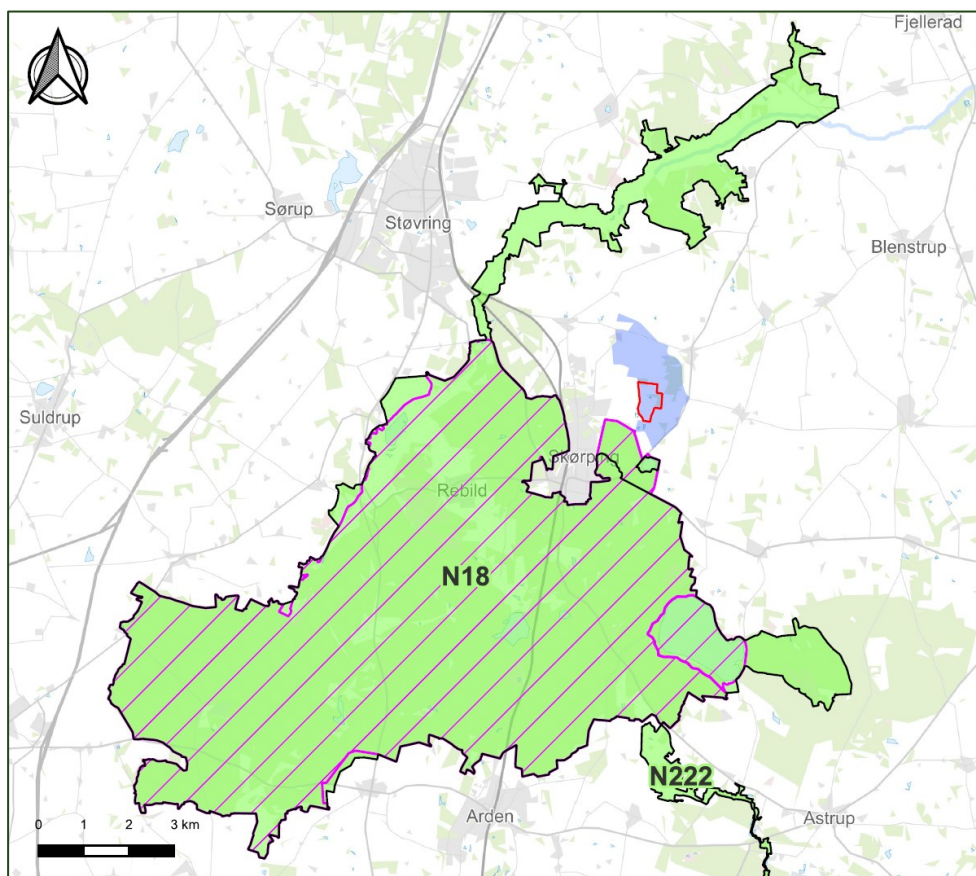 Fjellerad
Sørup
Støvring
Blenstrup
Suldrup
Skørping
Rebild
N18
N222
Arden
Astrup
0 1 2 3 km